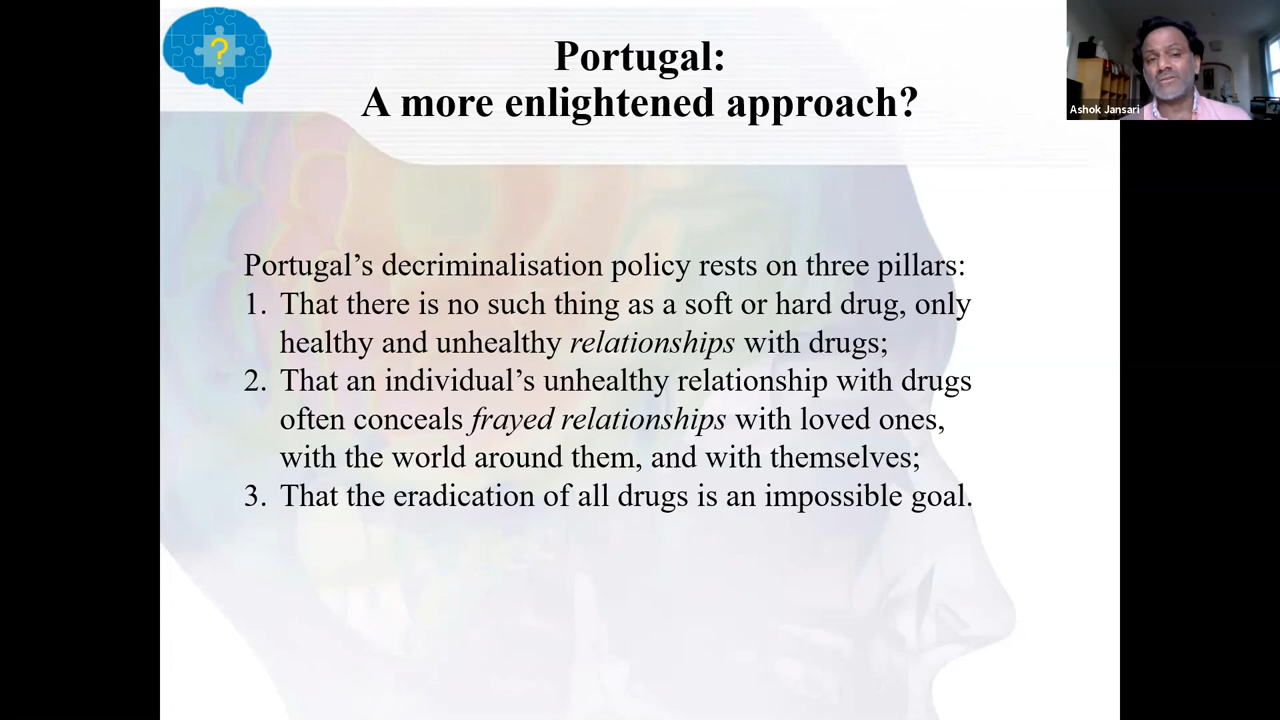 Portugal:
A more enlightened approach?
?
Ashok Jansari
Portugal’s decriminalisation policy rests on three pillars:
1. That there is no such thing as a soft or hard drug, only
healthy and unhealthy relationships with drugs;
2. That an individual’s unhealthy relationship with drugs
often conceals frayed relationships with loved ones,
with the world around them, and with themselves;
3. That the eradication of all drugs is an impossible goal.